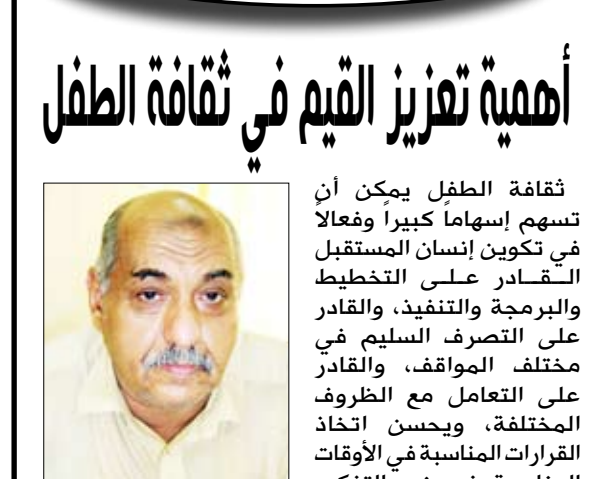 أهمية تعزيز القيم في ثقافة الطفل
ثقافة الطفل يمكن أن
تسهم إسهاماً كبيراً وفعالاً
في تكوين إنسان المستقبل
الــقــادر عــلــى التخطيط
والبرمجة والتنفيذ، والقادر
على التصرف السليم في
مختلف المواقف، والقادر
على التعامل مع الظروف
المختلفة، ويحسن اتخاذ
القرارات المناسبة في الأوقات